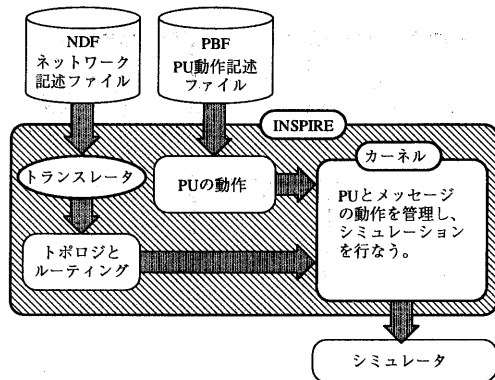 NDF
ネットワーク
記述ファイル
PBF
PU動作記述
ファイル
INSPIRE
カーネル
トランスレータ
PUの動作
PUとメッセージ
の動作を管理し、
シミュレーション
を行なう。
トポロジと
ルーティング
シミュレータ